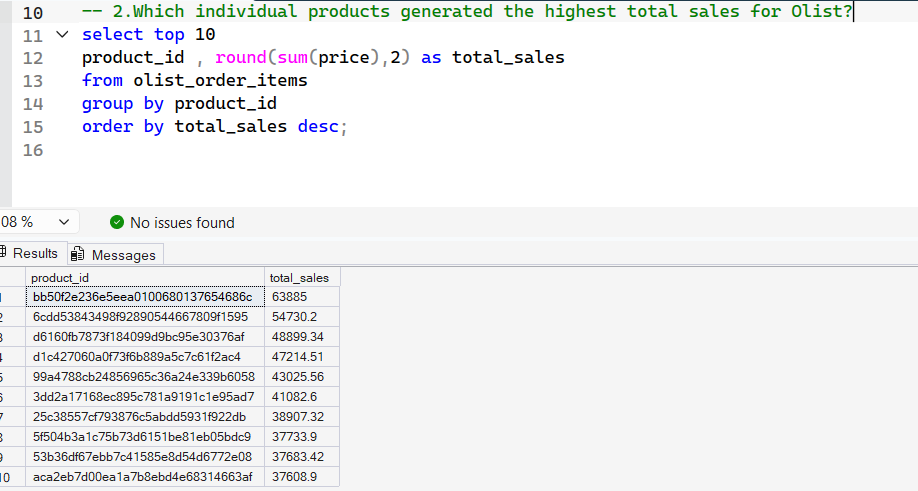 10 -- 2.Which individual products generated the highest total sales for Olist?
11 select top 10
12 product_id , round(sum(price),2) as total_sales
13 from olist_order_items
14 group by product_id
15 order by total_sales desc;
16
08 % No issues found
Results Messages
product_id total_sales
1 bb50f2e236e5eea0100680137654686c 63885
2 6cdd53843498f92890544667809f1595 54730.2
3 d6160fb7873f184099d9bc95e30376af 48899.34
4 d1c427060a0f73f6b889a5c7c61f2ac4 47214.51
5 99a4788cb24856965c36a24e339b6058 43025.56
6 3dd2a17168ec895c781a9191c1e95ad7 41082.6
7 25c38557cf793876c5abdd5931f922db 38907.32
8 5f504b3a1c75b73d6151be81eb05bdc9 37733.9
9 53b36df67ebb7c41585e8d54d6772e08 37683.42
10 aca2eb7d00ea1a7b8ebd4e68314663af 37608.9